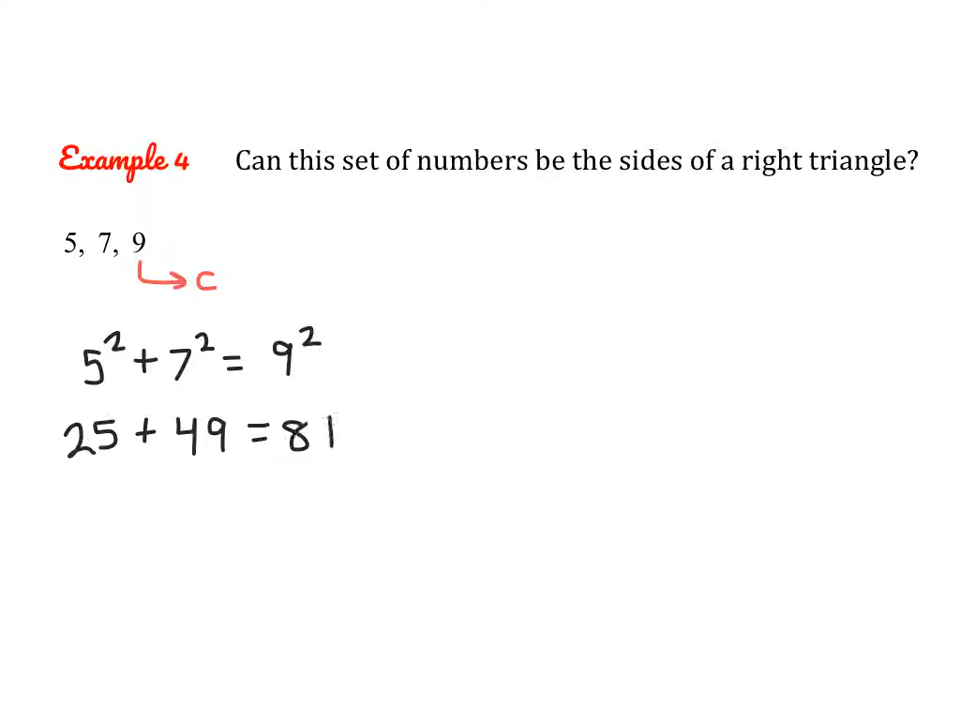 Example 4 Can this set of numbers be the sides of a right triangle?
5, 7, 9
c
5² + 7² = 9²
25 + 49 = 81